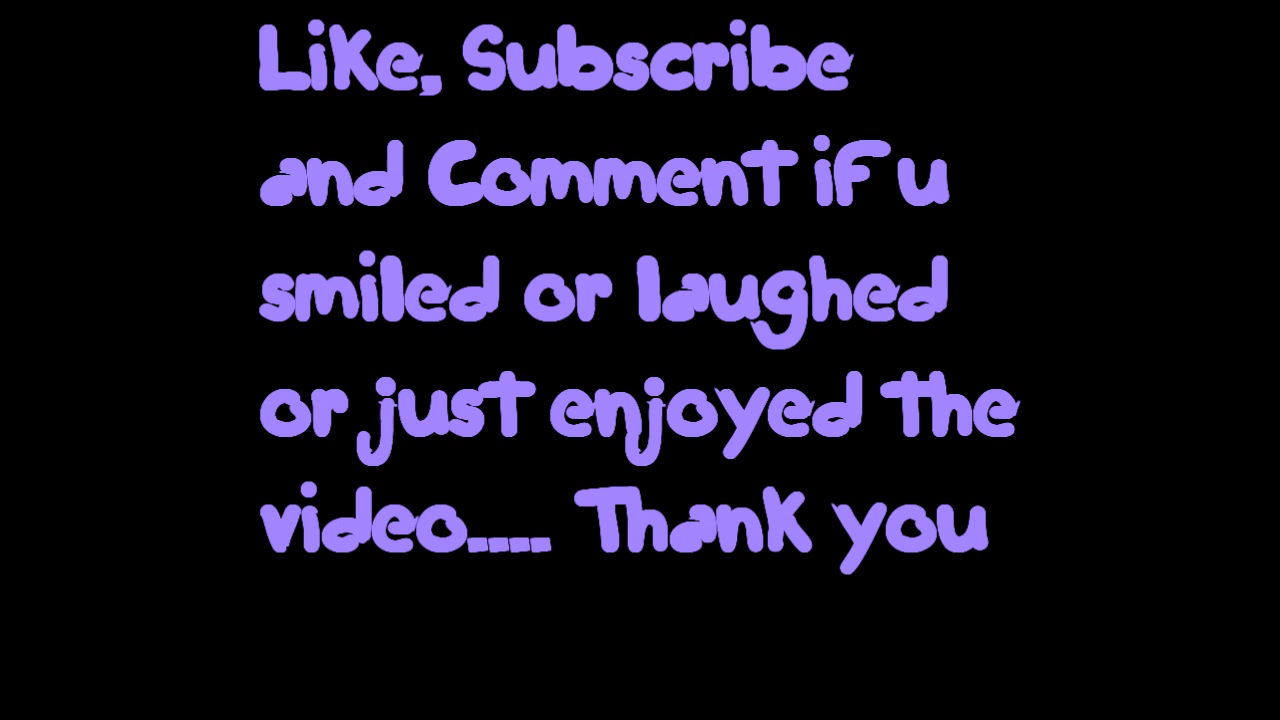 Like, Subscribe
and Comment if u
smiled or laughed
or just enjoyed the
video.... Thank you